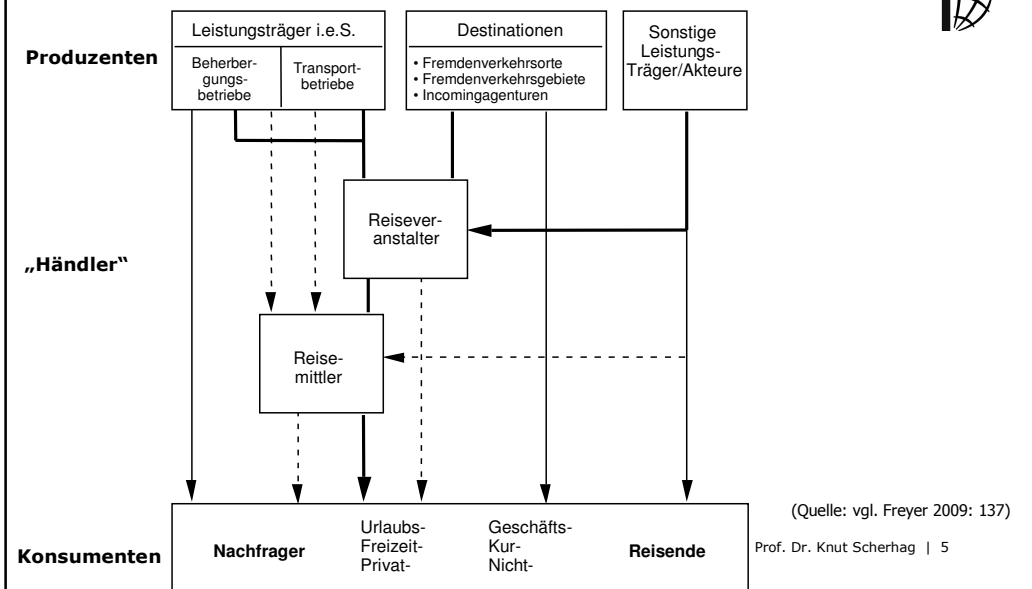 Produzenten
Leistungsträger i.e.S.
Beherber-
gungs-
betriebe
Transport-
betriebe
Destinationen
• Fremdenverkehrsorte
• Fremdenverkehrsgebiete
• Incomingagenturen
Sonstige
Leistungs-
Träger/Akteure
„Händler“
Reisever-
anstalter
Reise-
mittler
Konsumenten
Nachfrager
Urlaubs-
Freizeit-
Privat-
Geschäfts-
Kur-
Nicht-
Reisende
(Quelle: vgl. Freyer 2009: 137)
Prof. Dr. Knut Scherhag | 5